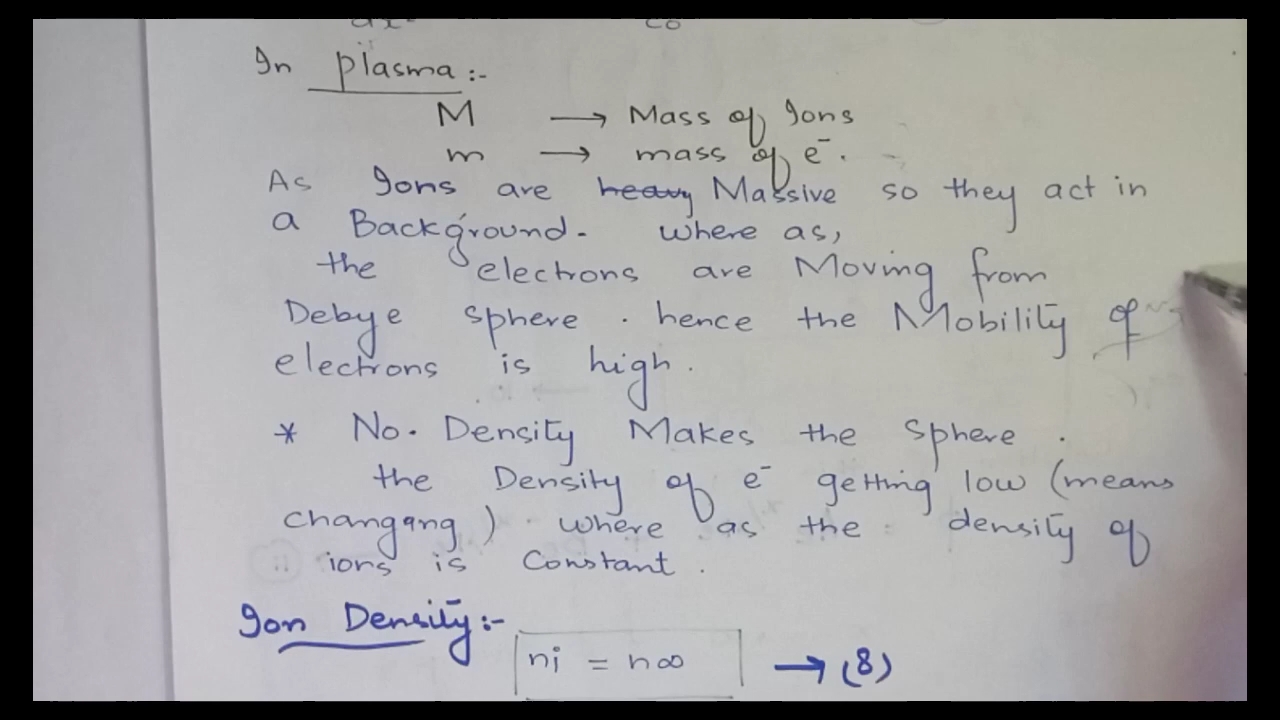 In plasma :-
M → Mass of Ions
m → mass of e⁻.
As Ions are heavy Massive so they act in
a Background. where as,
the electrons are Moving from
Debye sphere. hence the Mobility of
electrons is high.
* No. Density Makes the sphere.
the Density of e⁻ getting low (means
changang) where as the density of
ions is constant.
Ion Density :-
ni = n∞ → (8)